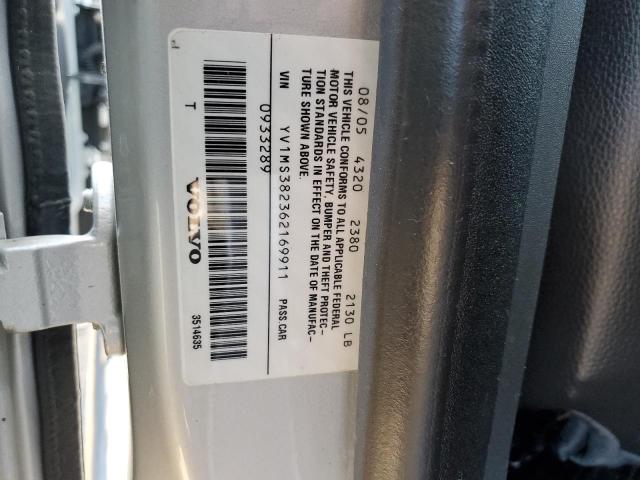 08/05 4320 2380 2130 LB
THIS VEHICLE CONFORMS TO ALL APPLICABLE FEDERAL
MOTOR VEHICLE SAFETY, BUMPER AND THEFT PROTEC-
TION STANDARDS IN EFFECT ON THE DATE OF MANUFAC-
TURE SHOWN ABOVE.
VIN YV1MS382362169911 PASS.CAR
0933289
T VOLVO 3514635